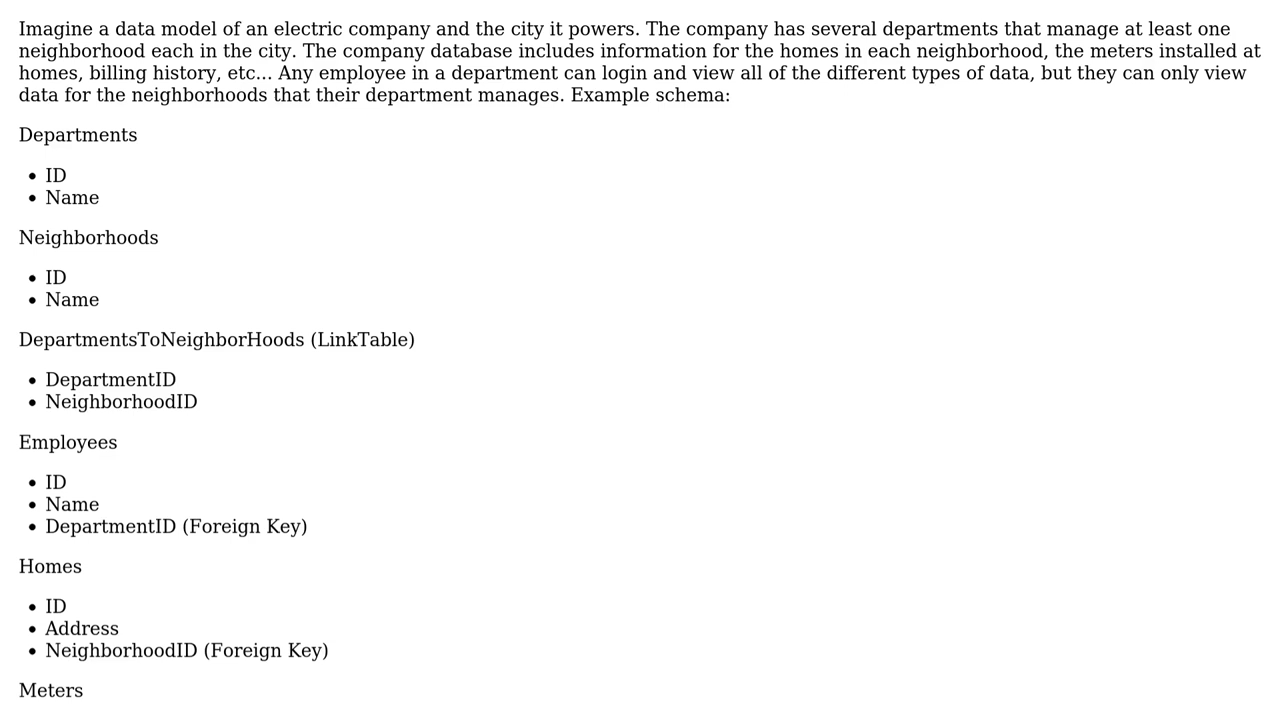 Imagine a data model of an electric company and the city it powers. The company has several departments that manage at least one
neighborhood each in the city. The company database includes information for the homes in each neighborhood, the meters installed at
homes, billing history, etc... Any employee in a department can login and view all of the different types of data, but they can only view
data for the neighborhoods that their department manages. Example schema:
Departments
• ID
• Name
Neighborhoods
• ID
• Name
DepartmentsToNeighborHoods (LinkTable)
• DepartmentID
• NeighborhoodID
Employees
• ID
• Name
• DepartmentID (Foreign Key)
Homes
• ID
• Address
• NeighborhoodID (Foreign Key)
Meters